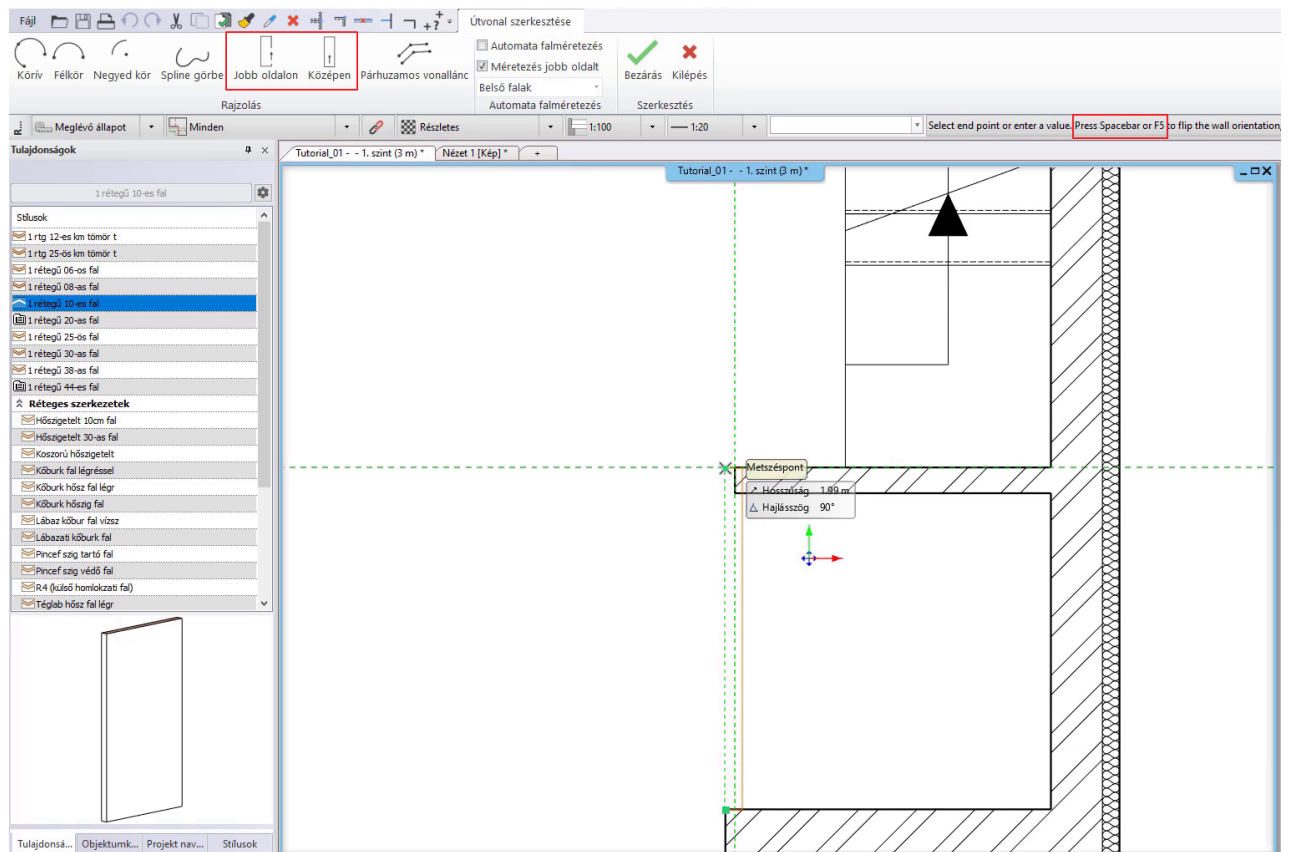 Fájl Útvonal szerkesztése
Körív Félkör Negyed kör Spline görbe Jobb oldalon Középen Párhuzamos vonallánc
Rajzolás
Automata falméretezés
Méretezés jobb oldalt
Belső falak
Automata falméretezés
Bezárás Kilépés
Szerkesztés
Meglévő állapot Minden Részletes 1:100 1:20 Select end point or enter a value. Press Spacebar or F5 to flip the wall orientation,
Tulajdonságok
1 rétegű 10-es fal
Stílusok
1 rtg 12-es km tömör t
1 rtg 25-ös km tömör t
1 rétegű 06-os fal
1 rétegű 08-as fal
1 rétegű 10-es fal
1 rétegű 20-as fal
1 rétegű 25-ös fal
1 rétegű 30-as fal
1 rétegű 38-as fal
1 rétegű 44-es fal
Réteges szerkezetek
Hőszigetelt 10cm fal
Hőszigetelt 30-as fal
Koszorú hőszigetelt
Kőburk fal légréssel
Kőburk hősz fal légr
Kőburk hőszig fal
Lábaz kőbur fal vízsz
Lábazati kőburk fal
Pincef szig tartó fal
Pincef szig védő fal
R4 (külső homlokzati fal)
Téglab hősz fal légr
Tulajdonsá... Objektumk... Projekt nav... Stílusok
Tutorial_01 - - 1. szint (3 m) * Nézet 1 [Kép] * +
Tutorial_01 - - 1. szint (3 m) *
Metszéspont
Hosszúság 1.99 m
Hajlásszög 90°